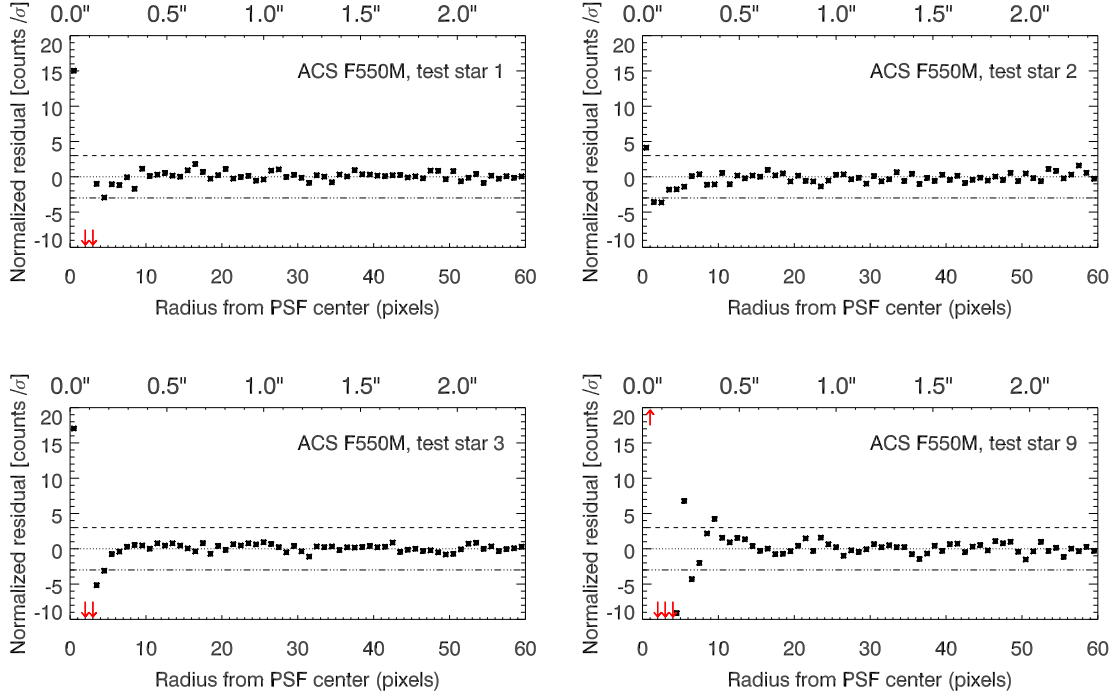 0.0" 0.5" 1.0" 1.5" 2.0"
Normalized residual [counts /σ]
20
15
10
5
0
-5
-10
ACS F550M, test star 1
0 10 20 30 40 50 60
Radius from PSF center (pixels)
0.0" 0.5" 1.0" 1.5" 2.0"
Normalized residual [counts /σ]
20
15
10
5
0
-5
-10
ACS F550M, test star 2
0 10 20 30 40 50 60
Radius from PSF center (pixels)
0.0" 0.5" 1.0" 1.5" 2.0"
Normalized residual [counts /σ]
20
15
10
5
0
-5
-10
ACS F550M, test star 3
0 10 20 30 40 50 60
Radius from PSF center (pixels)
0.0" 0.5" 1.0" 1.5" 2.0"
Normalized residual [counts /σ]
20
15
10
5
0
-5
-10
ACS F550M, test star 9
0 10 20 30 40 50 60
Radius from PSF center (pixels)